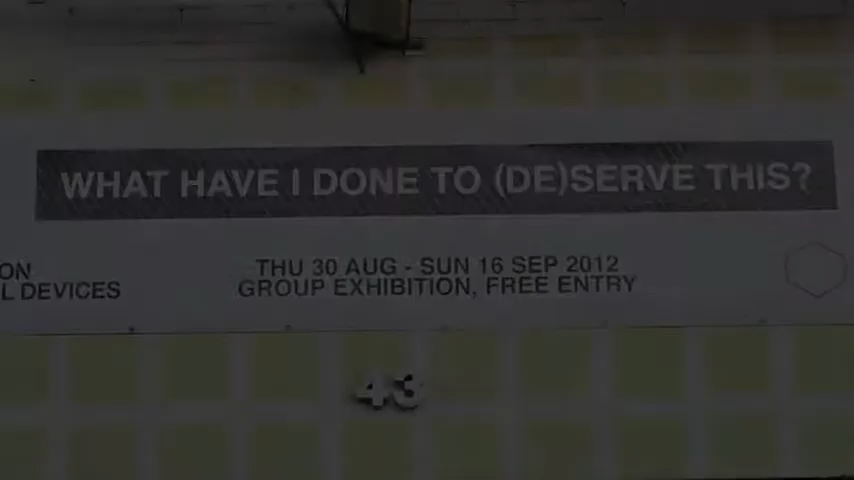 WHAT HAVE I DONE TO (DE)SERVE THIS?
ON
L DEVICES
THU 30 AUG - SUN 16 SEP 2012
GROUP EXHIBITION, FREE ENTRY
43